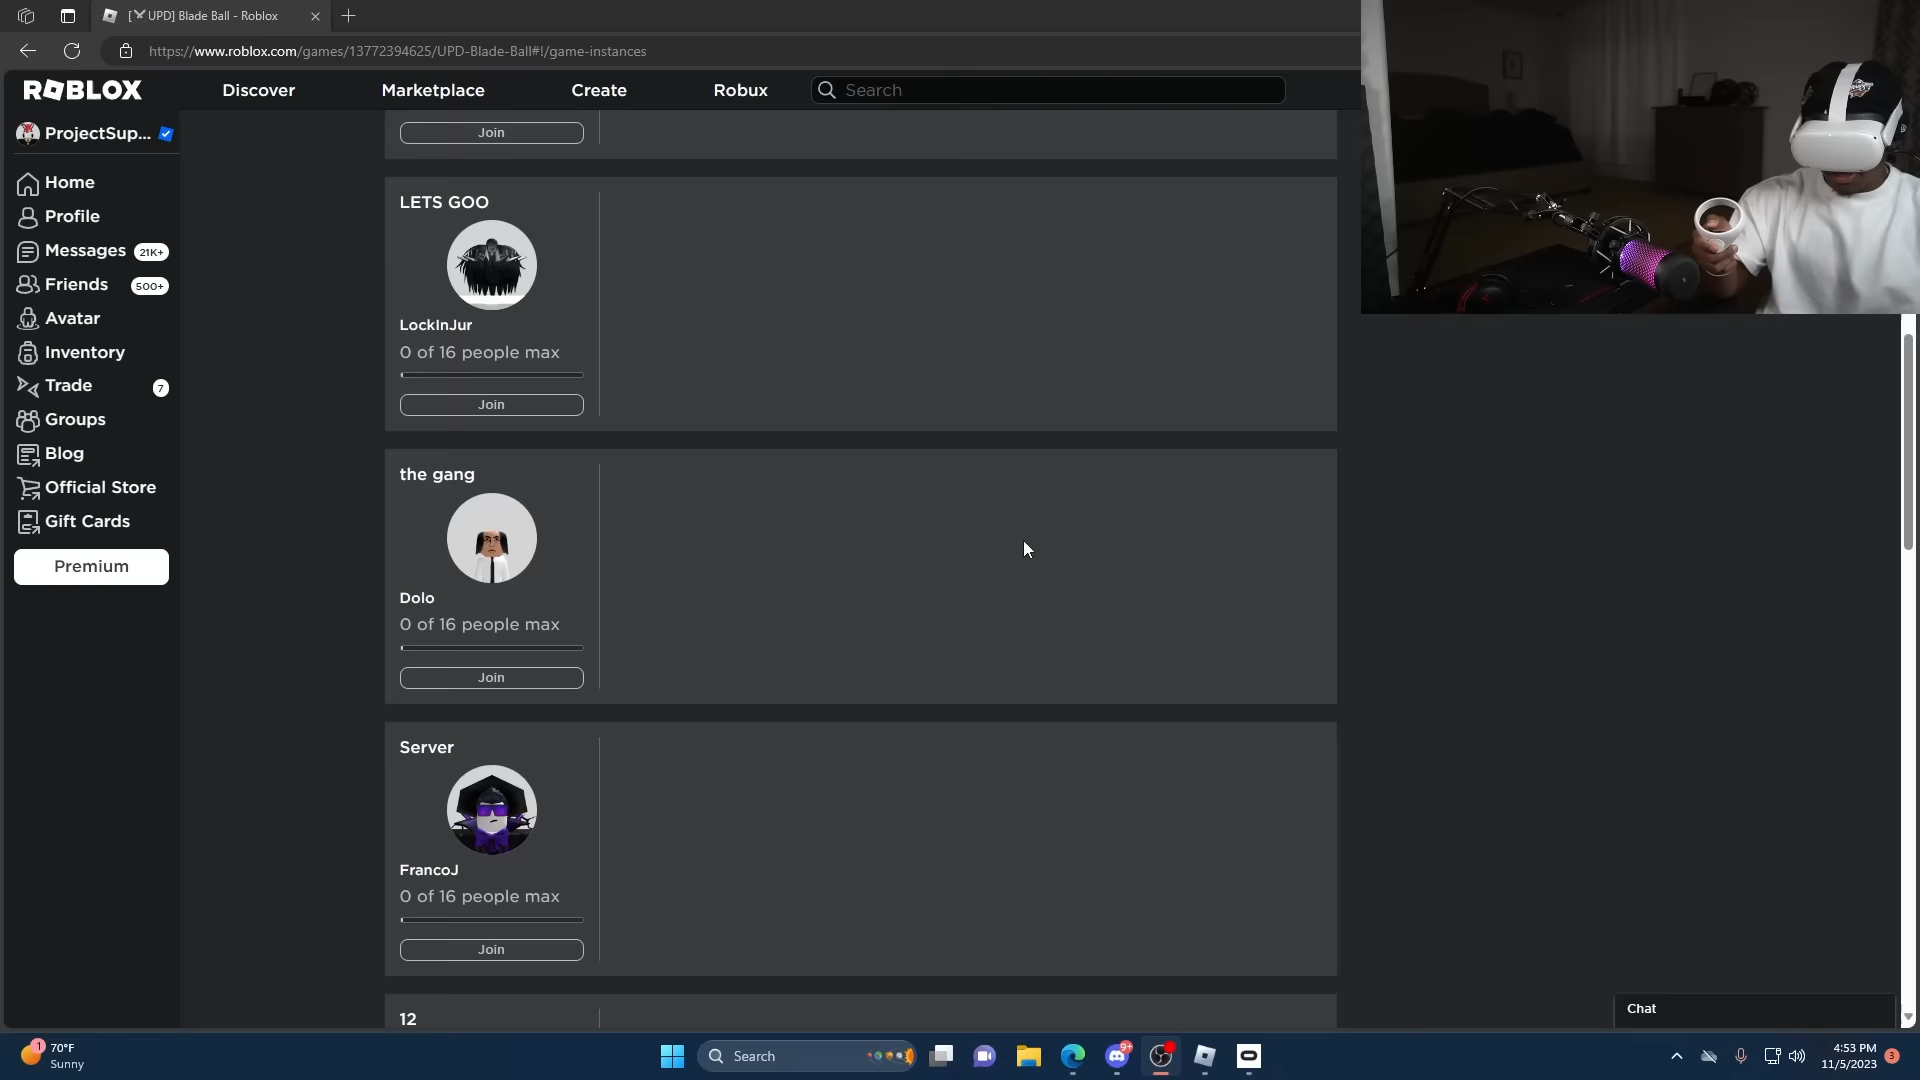 [⚔UPD] Blade Ball - Roblox
https://www.roblox.com/games/13772394625/UPD-Blade-Ball#!/game-instances
ROBLOX
Discover
Marketplace
Create
Robux
Search
ProjectSup...
Home
Profile
Messages 21K+
Friends 500+
Avatar
Inventory
Trade 7
Groups
Blog
Official Store
Gift Cards
Premium
Join
LETS GOO
LockInJur
0 of 16 people max
Join
the gang
Dolo
0 of 16 people max
Join
Server
FrancoJ
0 of 16 people max
Join
12
Chat
1
70°F
Sunny
Search
9+
4:53 PM
11/5/2023
3